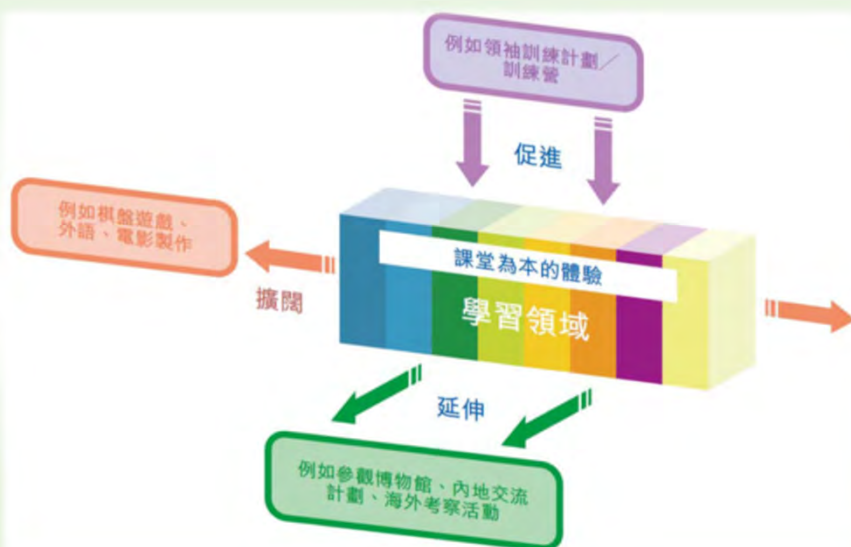 例如領袖訓練計劃／
訓練營
促進
例如棋盤遊戲、
外語、電影製作
擴闊
課堂為本的體驗
學習領域
延伸
例如參觀博物館、內地交流
計劃、海外考察活動